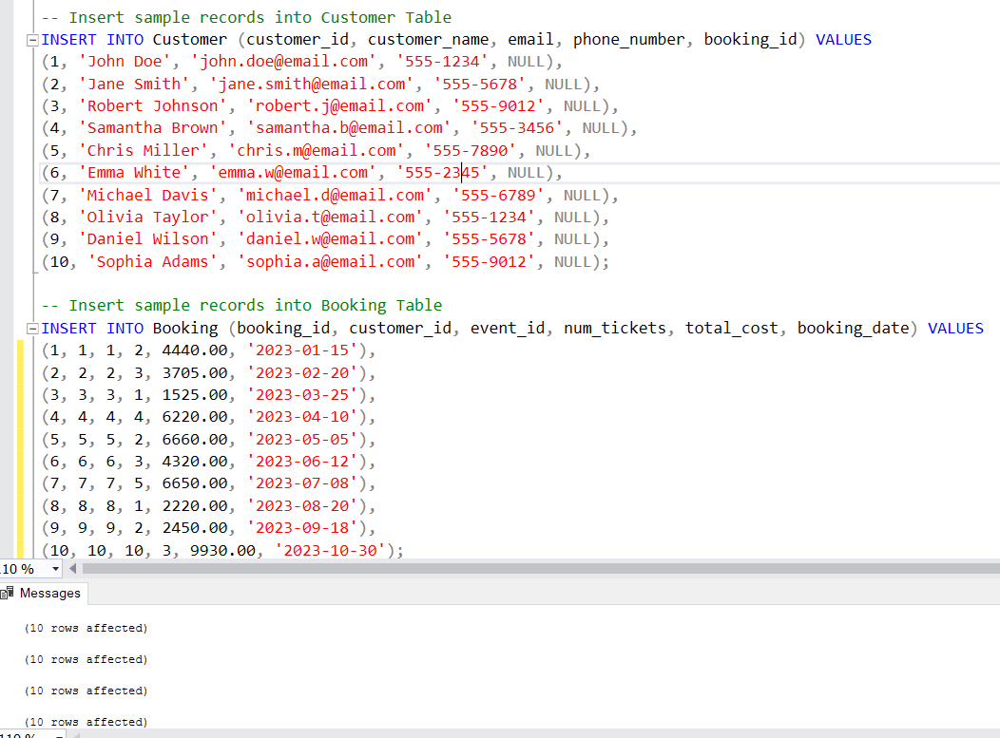 -- Insert sample records into Customer Table
INSERT INTO Customer (customer_id, customer_name, email, phone_number, booking_id) VALUES
(1, 'John Doe', 'john.doe@email.com', '555-1234', NULL),
(2, 'Jane Smith', 'jane.smith@email.com', '555-5678', NULL),
(3, 'Robert Johnson', 'robert.j@email.com', '555-9012', NULL),
(4, 'Samantha Brown', 'samantha.b@email.com', '555-3456', NULL),
(5, 'Chris Miller', 'chris.m@email.com', '555-7890', NULL),
(6, 'Emma White', 'emma.w@email.com', '555-2345', NULL),
(7, 'Michael Davis', 'michael.d@email.com', '555-6789', NULL),
(8, 'Olivia Taylor', 'olivia.t@email.com', '555-1234', NULL),
(9, 'Daniel Wilson', 'daniel.w@email.com', '555-5678', NULL),
(10, 'Sophia Adams', 'sophia.a@email.com', '555-9012', NULL);
-- Insert sample records into Booking Table
INSERT INTO Booking (booking_id, customer_id, event_id, num_tickets, total_cost, booking_date) VALUES
(1, 1, 1, 2, 4440.00, '2023-01-15'),
(2, 2, 2, 3, 3705.00, '2023-02-20'),
(3, 3, 3, 1, 1525.00, '2023-03-25'),
(4, 4, 4, 4, 6220.00, '2023-04-10'),
(5, 5, 5, 2, 6660.00, '2023-05-05'),
(6, 6, 6, 3, 4320.00, '2023-06-12'),
(7, 7, 7, 5, 6650.00, '2023-07-08'),
(8, 8, 8, 1, 2220.00, '2023-08-20'),
(9, 9, 9, 2, 2450.00, '2023-09-18'),
(10, 10, 10, 3, 9930.00, '2023-10-30');
110 %
Messages
(10 rows affected)
(10 rows affected)
(10 rows affected)
(10 rows affected)
110 %